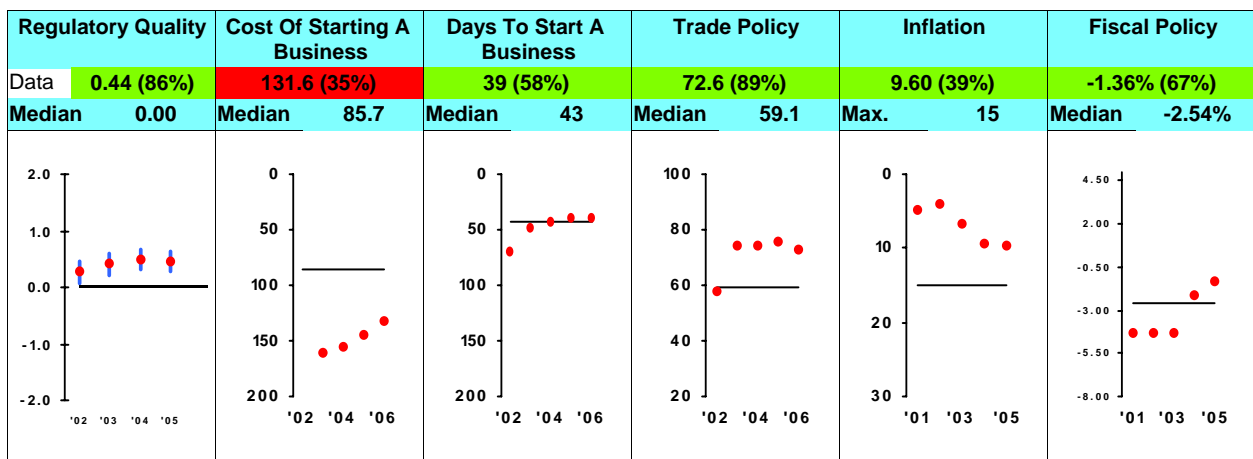 Regulatory Quality
Cost Of Starting A
Business
Days To Start A
Business
Trade Policy
Inflation
Fiscal Policy
Data 0.44 (86%)
131.6 (35%)
39 (58%)
72.6 (89%)
9.60 (39%)
-1.36% (67%)
Median 0.00
Median 85.7
Median 43
Median 59.1
Max. 15
Median -2.54%
2.0
1.0
0.0
-1.0
-2.0
'02 '03 '04 '05
0
50
100
150
200
'02 '04 '06
0
50
100
150
200
'02 '04 '06
100
80
60
40
20
'02 '04 '06
0
10
20
30
'01 '03 '05
4.50
2.00
-0.50
-3.00
-5.50
-8.00
'01 '03 '05